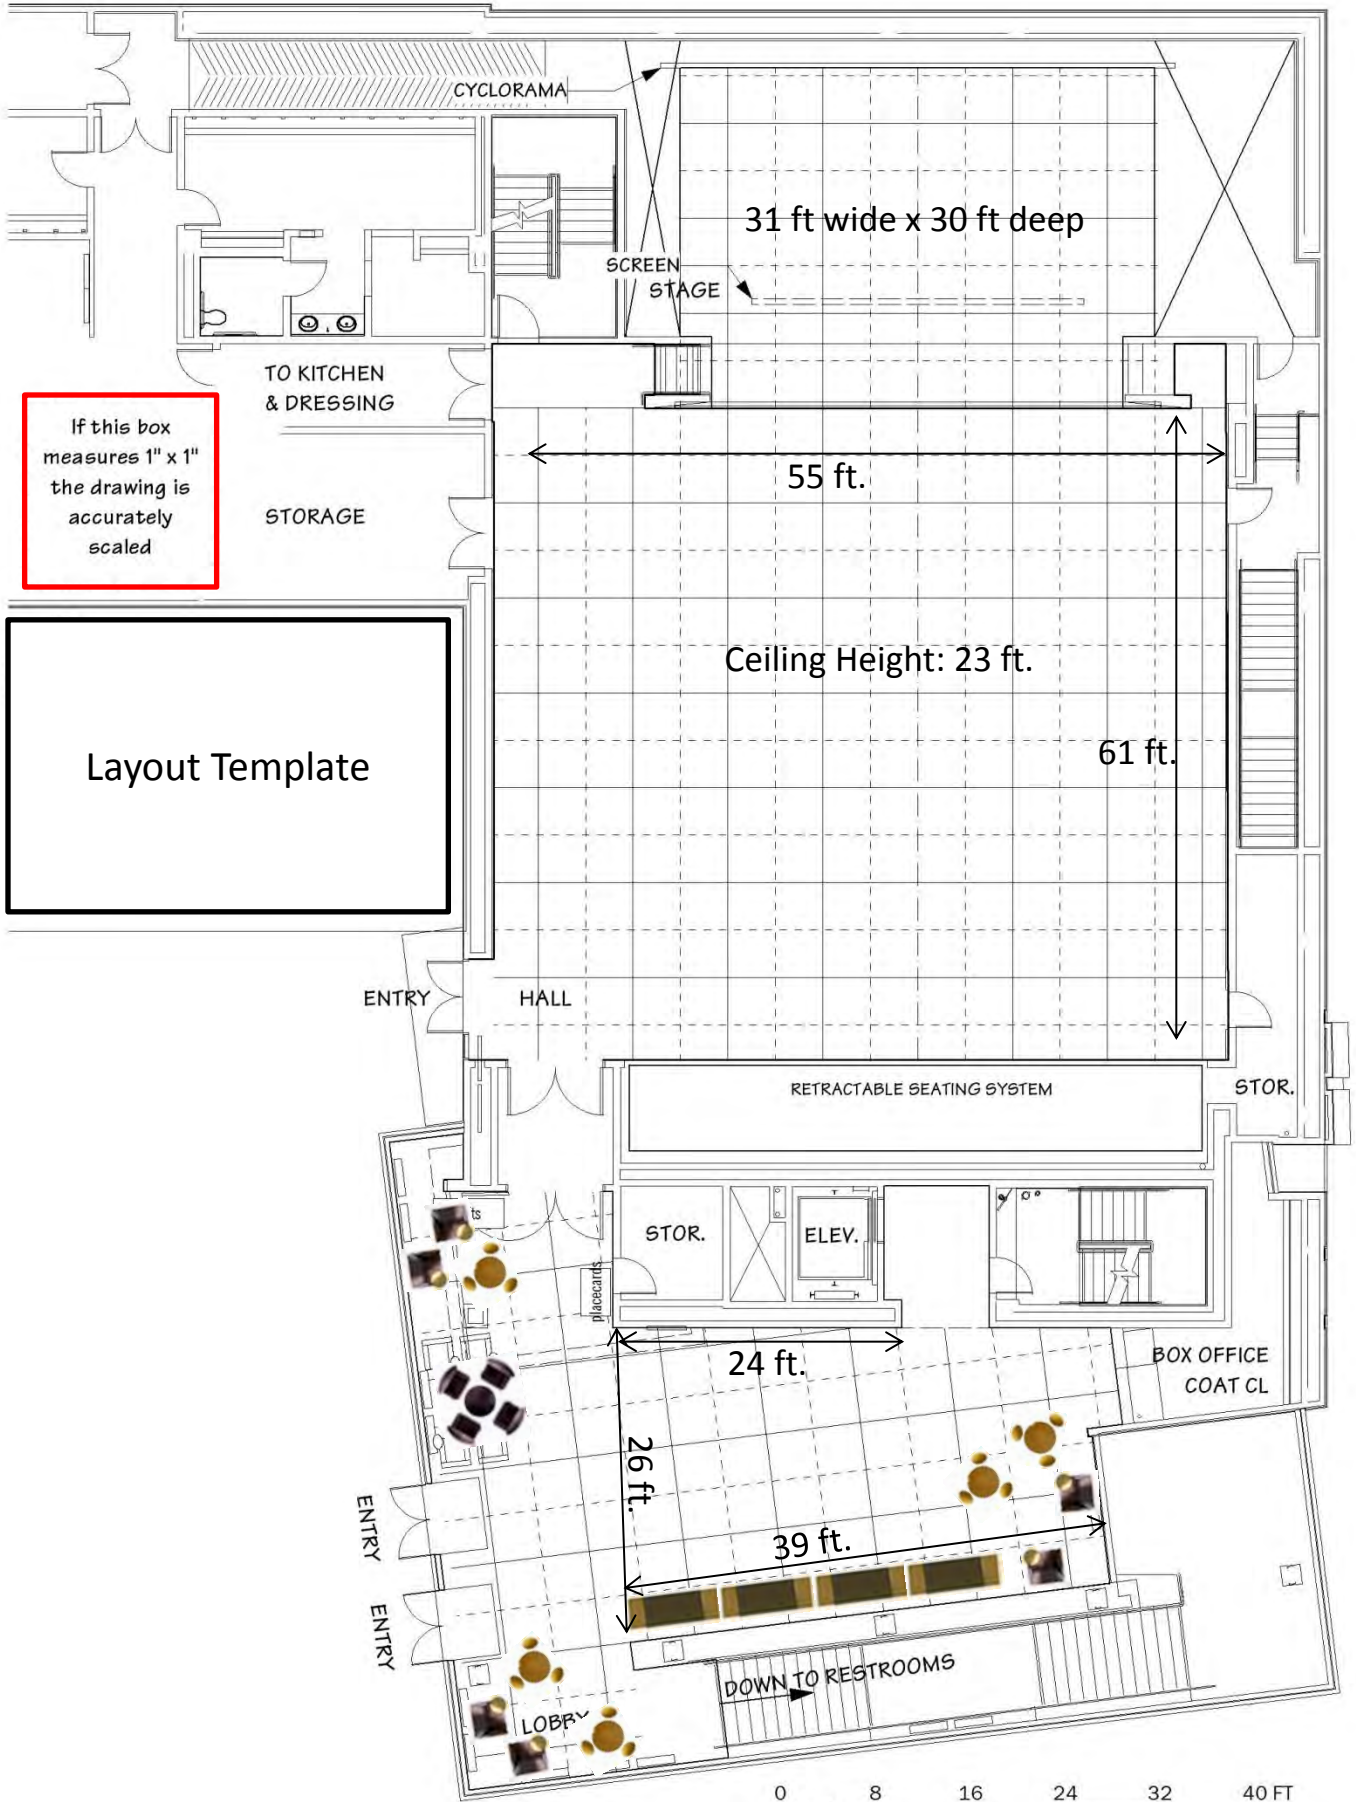 CYCLORAMA
31 ft wide x 30 ft deep
SCREEN
STAGE
TO KITCHEN
& DRESSING
If this box
measures 1" x 1"
the drawing is
accurately
scaled
55 ft.
STORAGE
Ceiling Height: 23 ft.
61 ft.
Layout Template
ENTRY
HALL
RETRACTABLE SEATING SYSTEM
STOR.
ts
STOR.
ELEV.
placecards
24 ft.
BOX OFFICE
COAT CL
26 ft.
ENTRY
39 ft.
ENTRY
DOWN TO RESTROOMS
LOBBY
0 8 16 24 32 40 FT